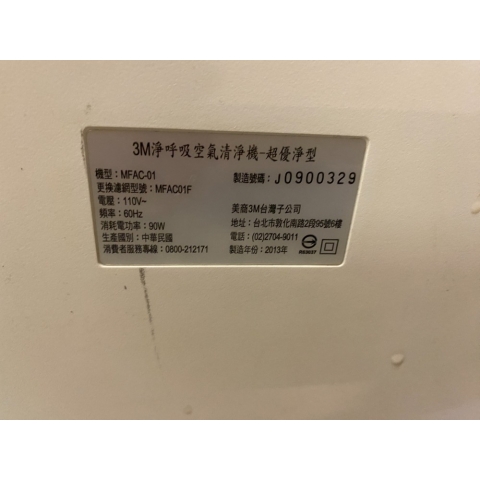 3M淨呼吸空氣清淨機-超優淨型
機型：MFAC-01
製造號碼：J0900329
更換濾網型號：MFAC01F
電壓：110V~
頻率：60Hz
消耗電功率：90W
生產國別：中華民國
消費者服務專線：0800-212171
美商3M台灣子公司
地址：台北市敦化南路2段95號6樓
電話：(02)2704-9011
製造年份：2013年